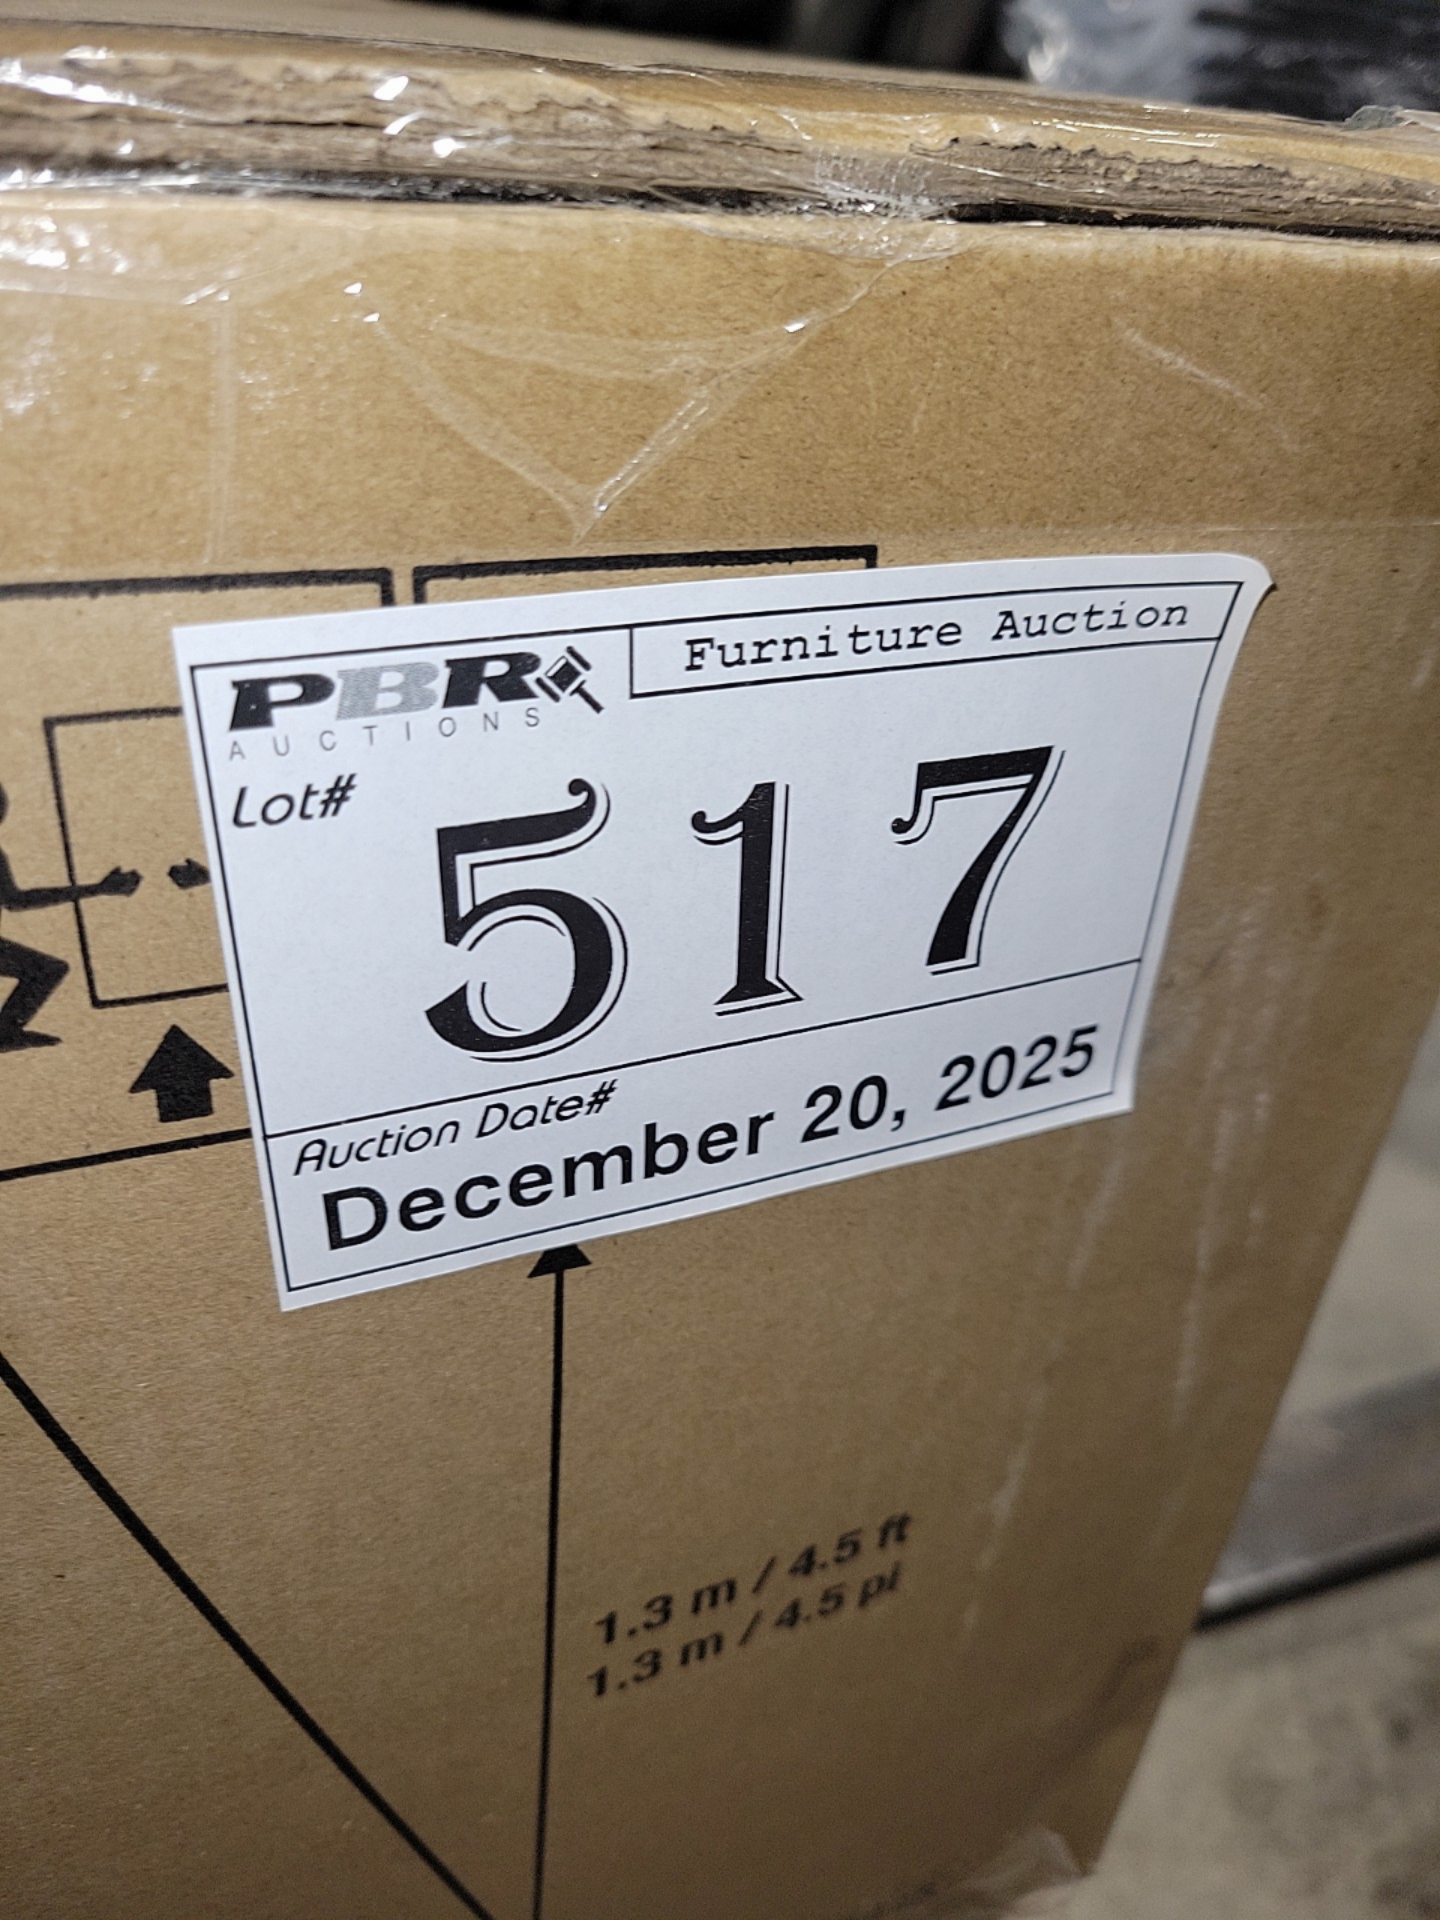 PBR
AUCTIONS
Furniture Auction
Lot#
517
Auction Date#
December 20, 2025
1.3 m / 4.5 ft
1.3 m / 4.5 pi